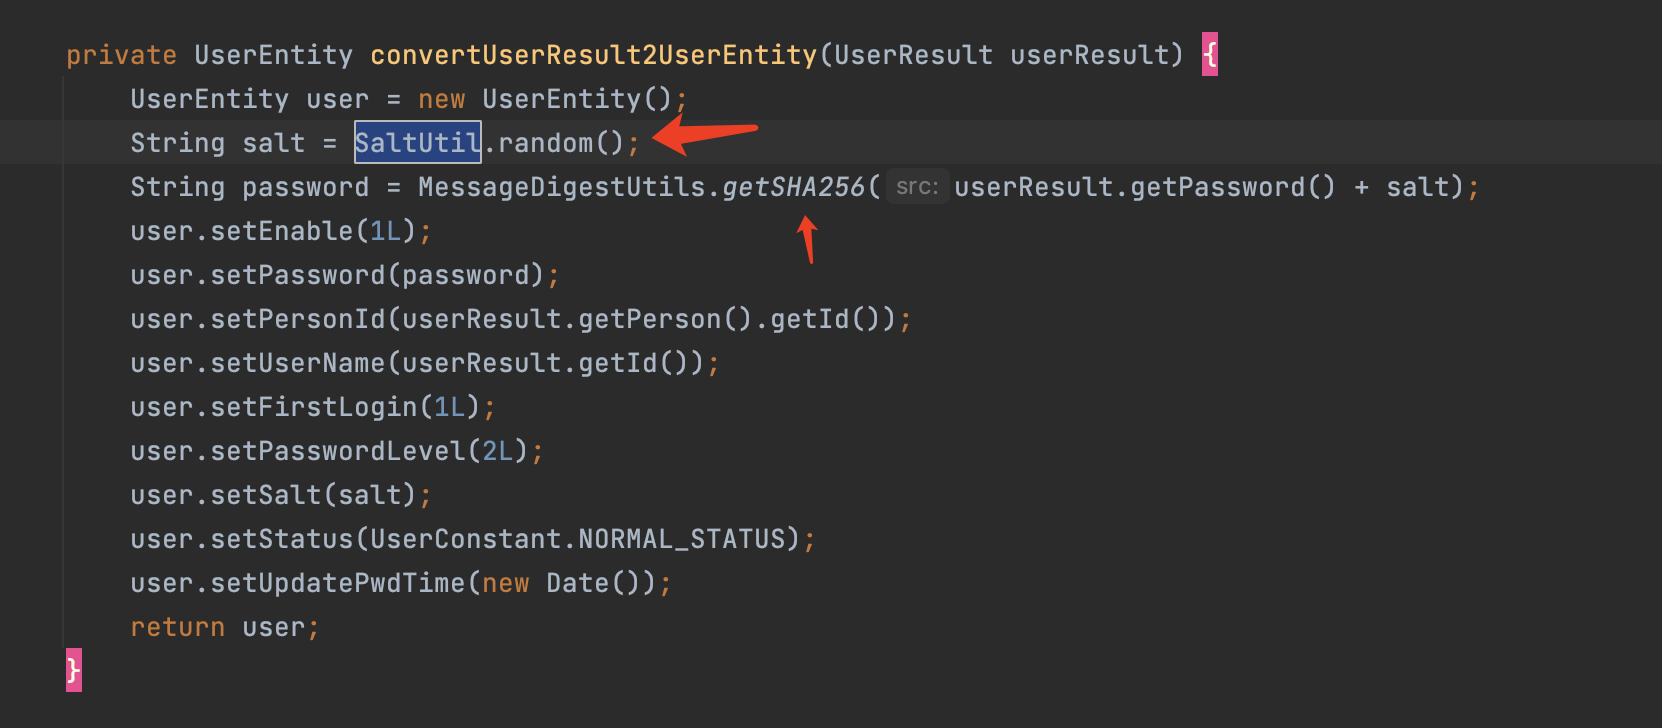 private UserEntity convertUserResult2UserEntity(UserResult userResult) {
UserEntity user = new UserEntity();
String salt = SaltUtil.random();
String password = MessageDigestUtils.getSHA256( src: userResult.getPassword() + salt);
user.setEnable(1L);
user.setPassword(password);
user.setPersonId(userResult.getPerson().getId());
user.setUserName(userResult.getId());
user.setFirstLogin(1L);
user.setPasswordLevel(2L);
user.setSalt(salt);
user.setStatus(UserConstant.NORMAL_STATUS);
user.setUpdatePwdTime(new Date());
return user;
}